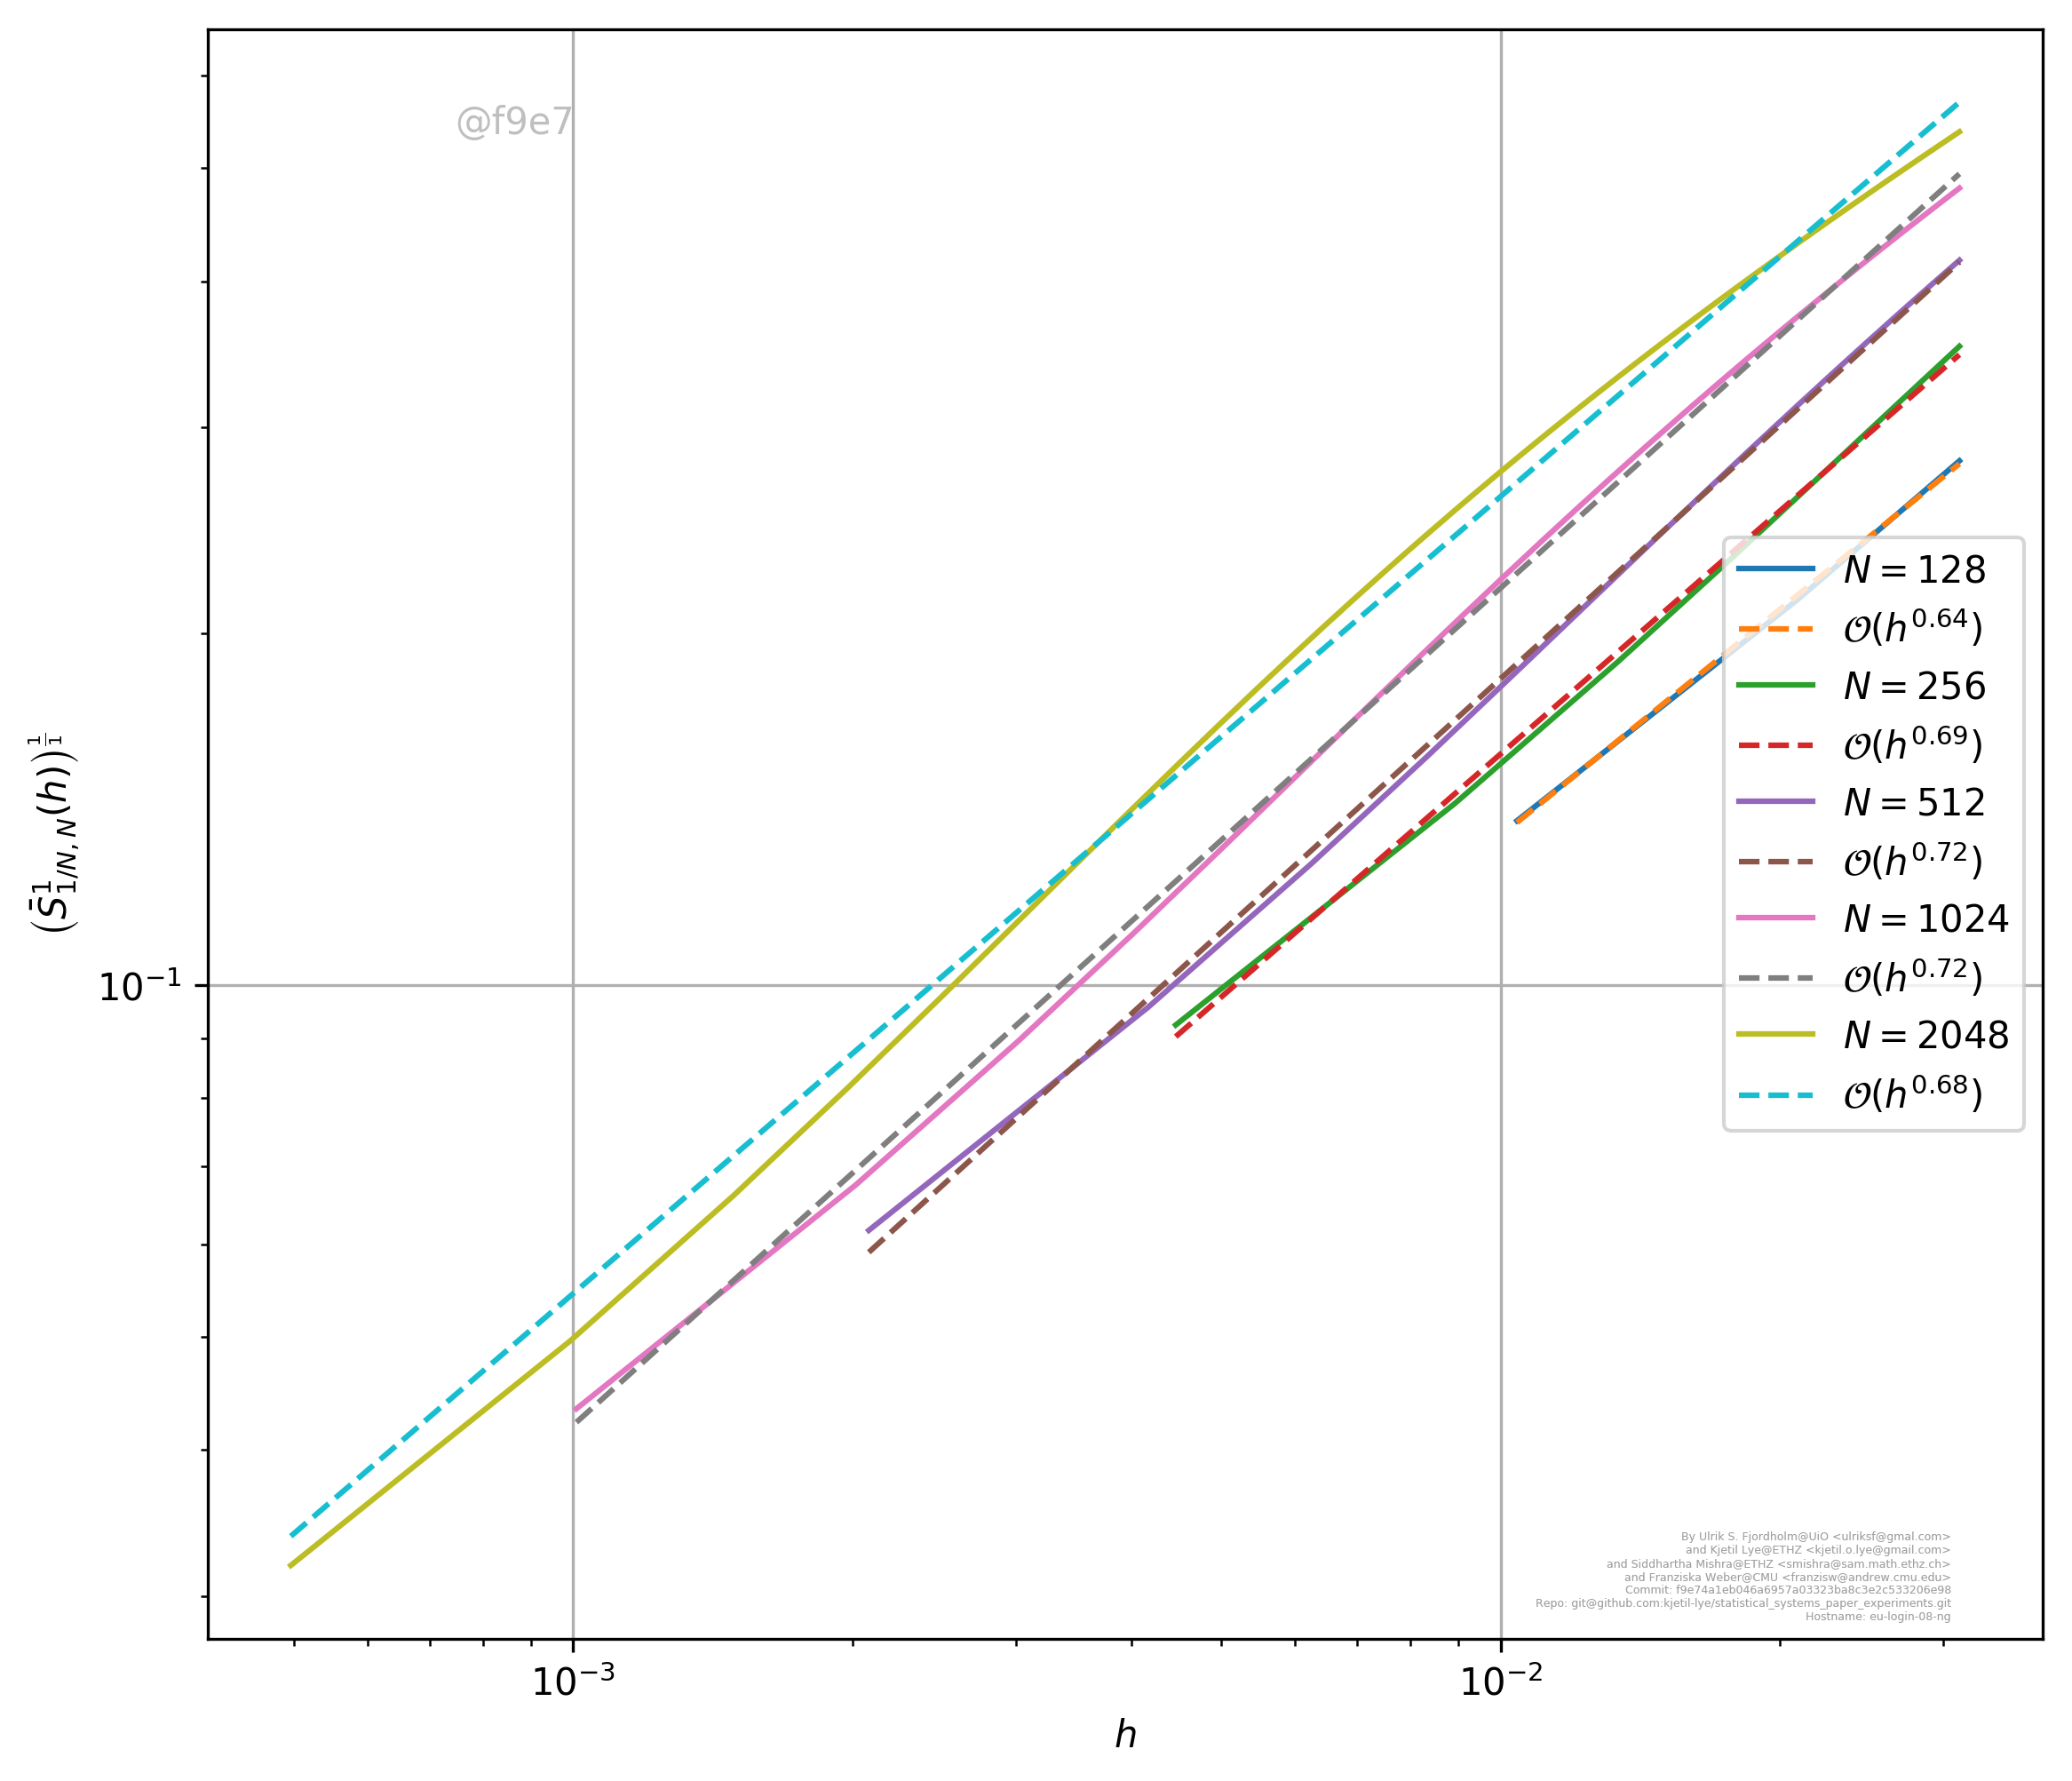 @f9e7
(S̄¹₁/N, N(h))^(1/1)
10⁻¹
N = 128
𝒪(h^0.64)
N = 256
𝒪(h^0.69)
N = 512
𝒪(h^0.72)
N = 1024
𝒪(h^0.72)
N = 2048
𝒪(h^0.68)
By Ulrik S. Fjordholm@UiO <ulriksf@gmal.com>
and Kjetil Lye@ETHZ <kjetil.o.lye@gmail.com>
and Siddhartha Mishra@ETHZ <smishra@sam.math.ethz.ch>
and Franziska Weber@CMU <franzisw@andrew.cmu.edu>
Commit: f9e74a1eb046a6957a03323ba8c3e2c533206e98
Repo: git@github.com:kjetil-lye/statistical_systems_paper_experiments.git
Hostname: eu-login-08-ng
10⁻³
10⁻²
h